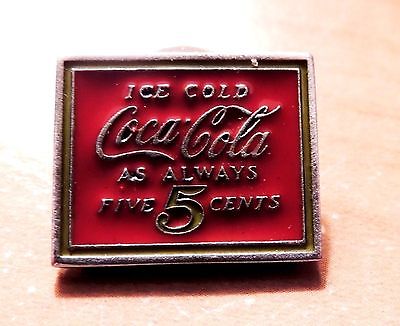 ICE COLD
Coca-Cola
AS ALWAYS
FIVE 5 CENTS